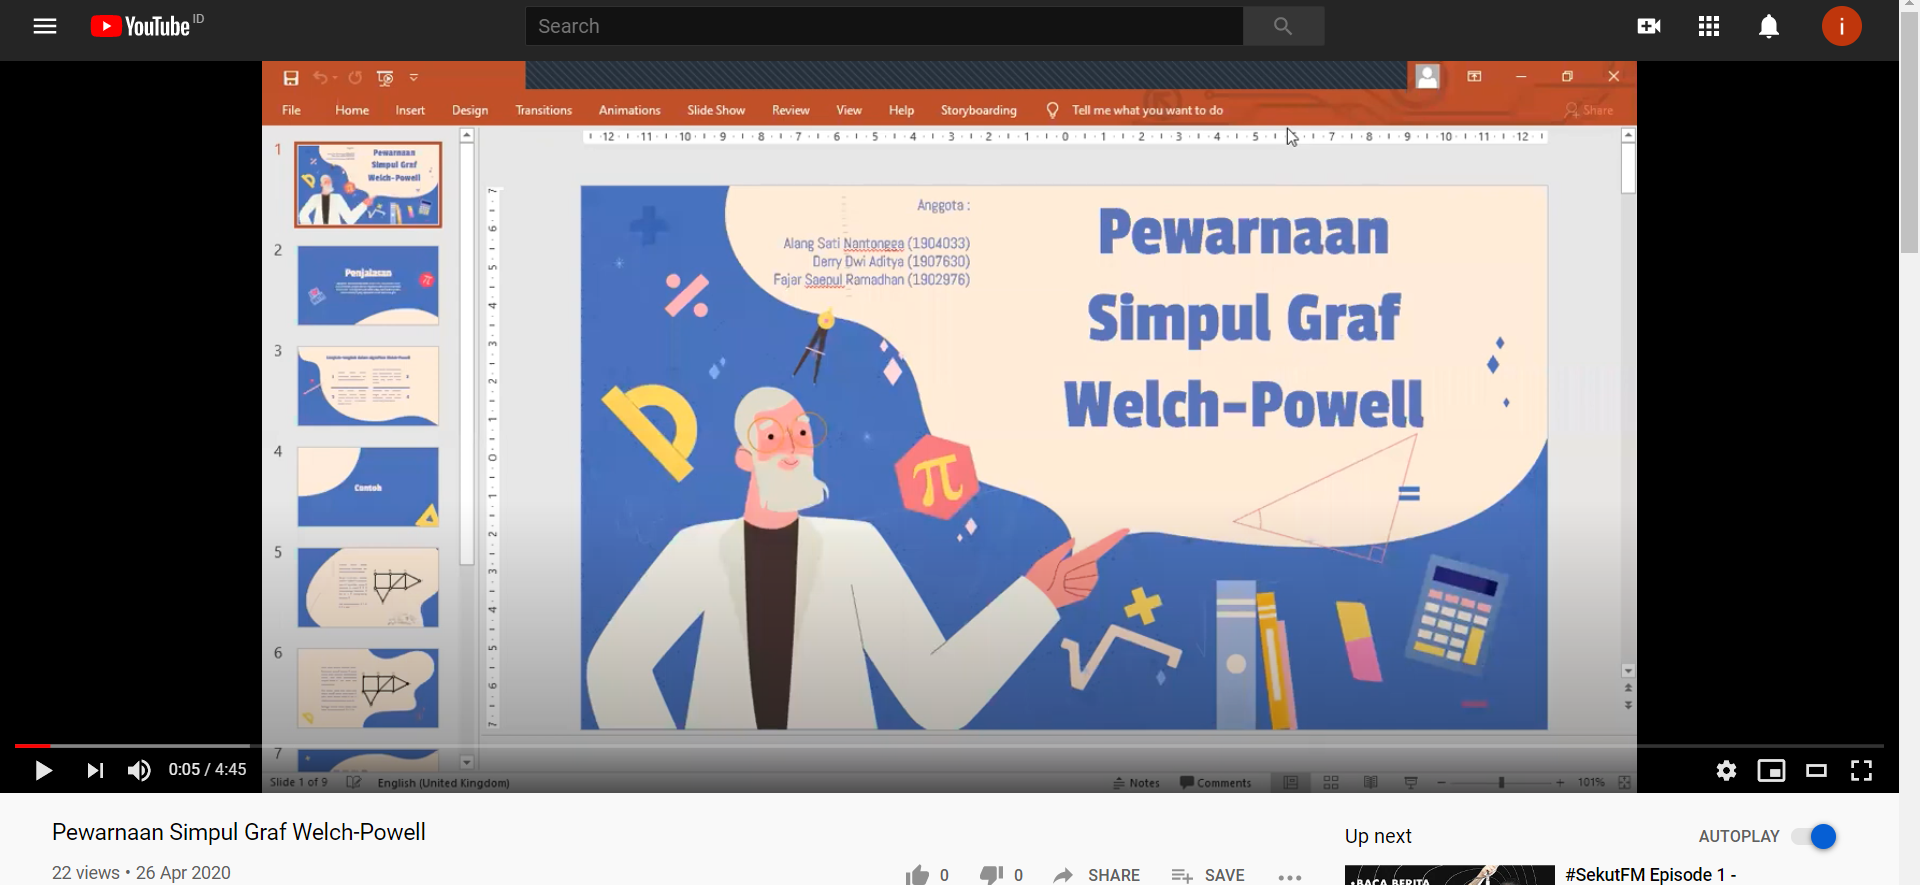 YouTube ID
Search
i
File Home Insert Design Transitions Animations Slide Show Review View Help Storyboarding Tell me what you want to do Share
1
Pewarnaan
Simpul Graf
Welch-Powell
2
Penjelasan
3
4
Contoh
5
6
7
Anggota :
Alang Sati Nantongga (1904033)
Derry Dwi Aditya (1907630)
Fajar Saepul Ramadhan (1902976)
Pewarnaan
Simpul Graf
Welch-Powell
π
=
Slide 1 of 9 English (United Kingdom) Notes Comments 101%
0:05 / 4:45
Pewarnaan Simpul Graf Welch-Powell
22 views • 26 Apr 2020
0 0 SHARE SAVE
Up next AUTOPLAY
BACA BERITA
#SekutFM Episode 1 -